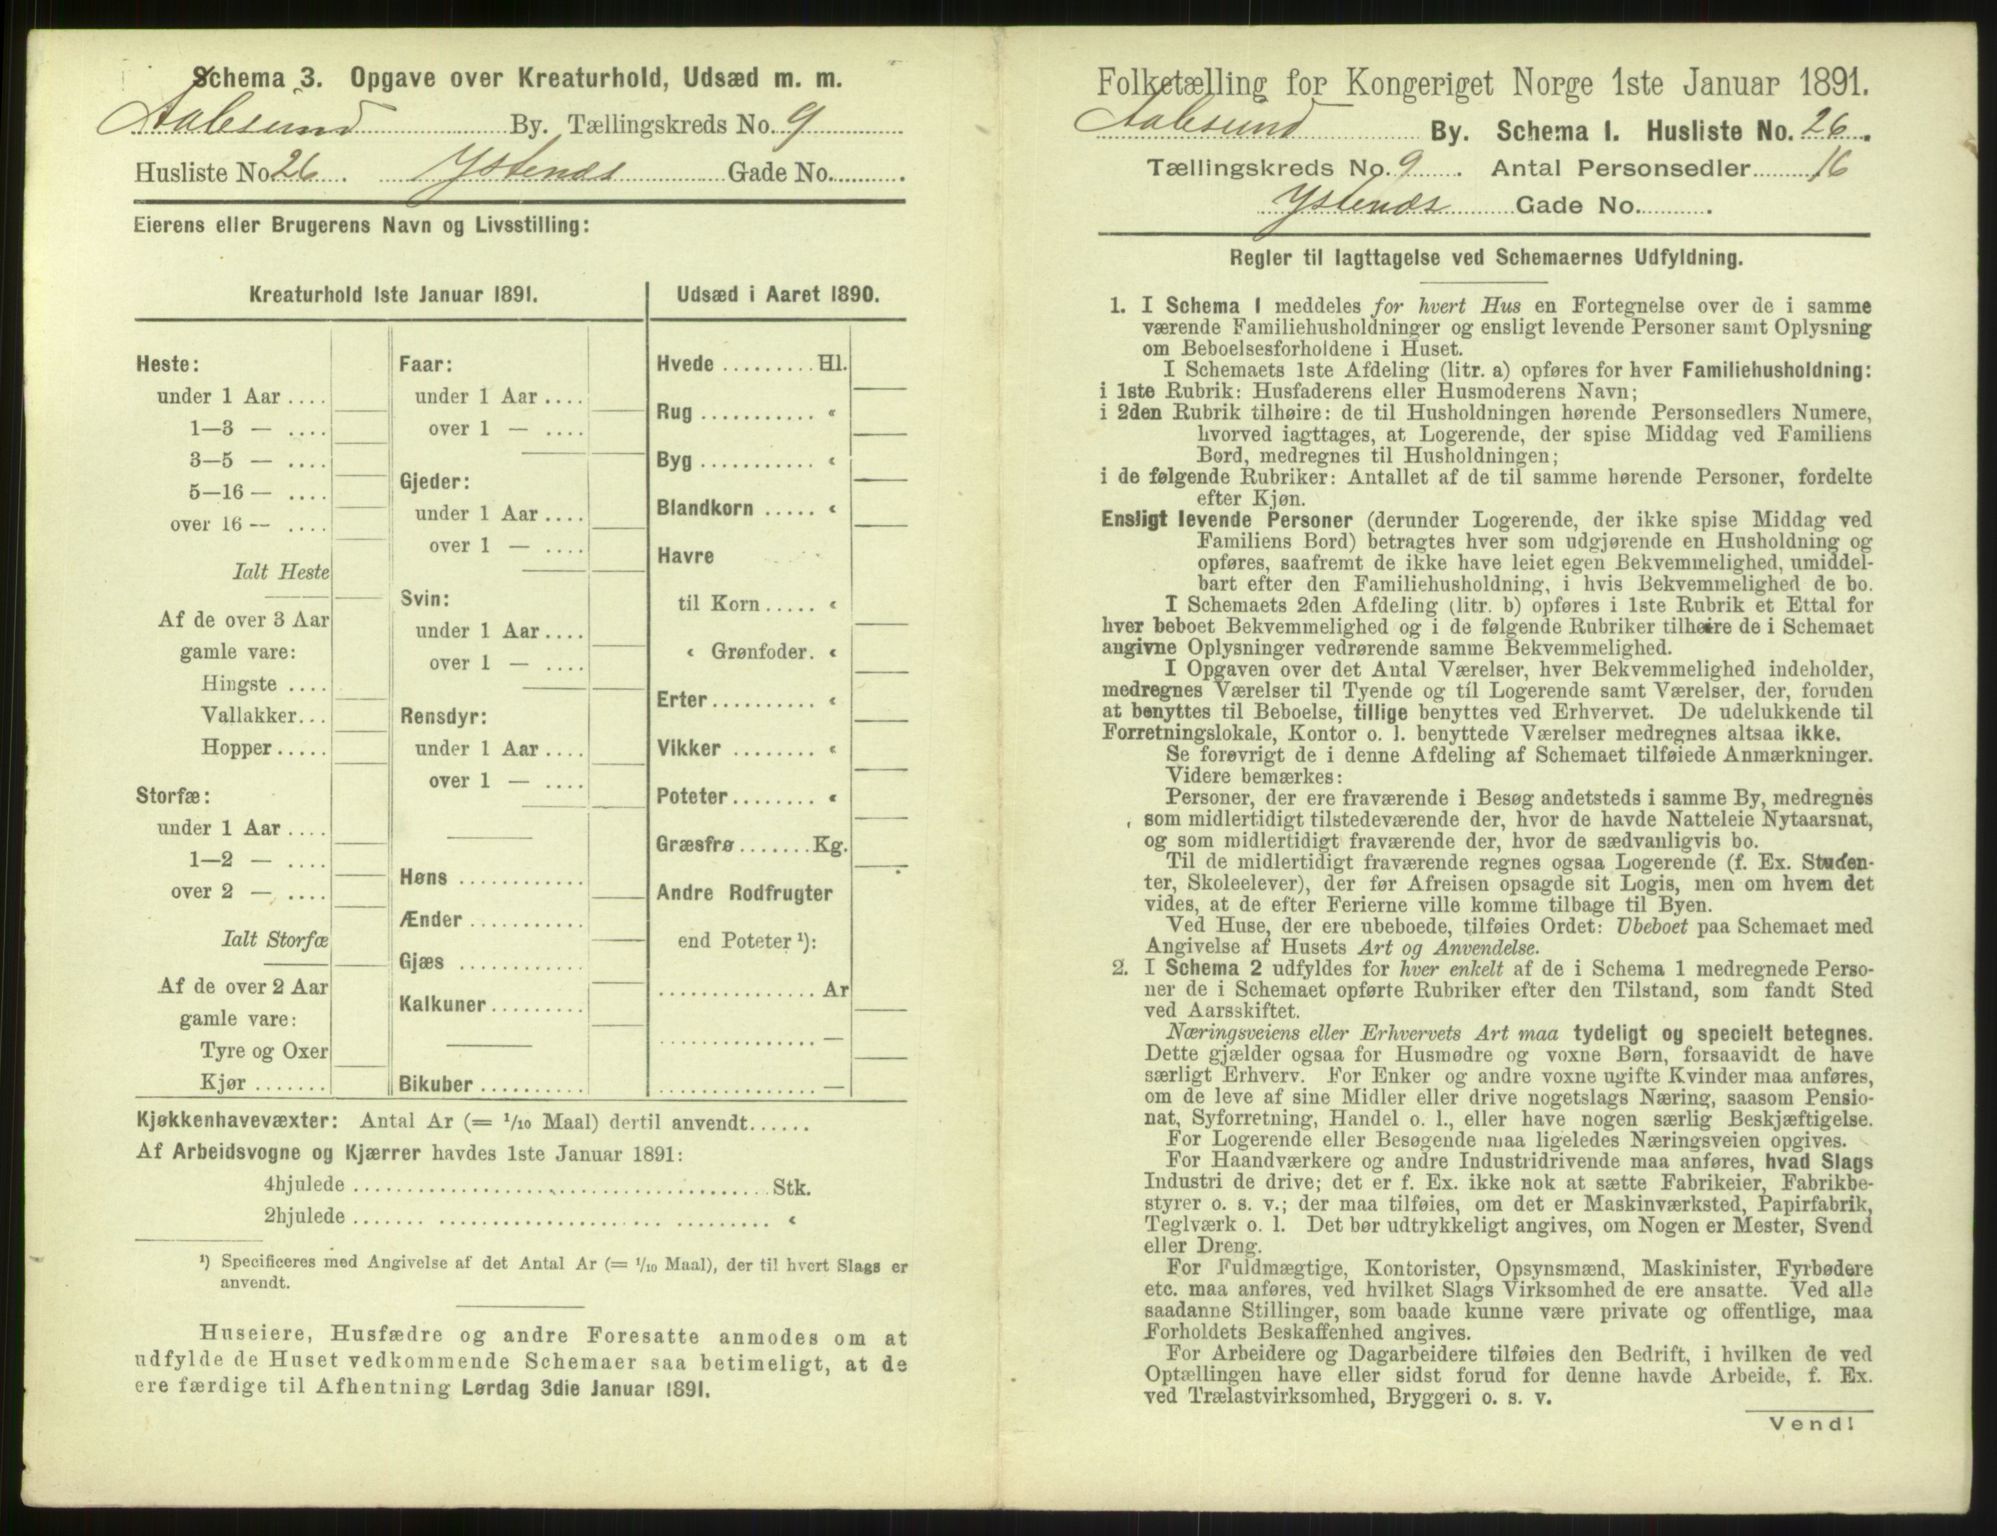 Schema 3. Opgave over Kreaturhold, Udsæd m. m.
Aalesund By. Tællingskreds No. 9
Husliste No 26. Ystenæs Gade No.
Eierens eller Brugerens Navn og Livsstilling:
Kreaturhold 1ste Januar 1891.
Heste:
under 1 Aar ....
1—3 — ....
3—5 — ....
5—16 — ....
over 16 — ....
Ialt Heste
Af de over 3 Aar
gamle vare:
Hingste ....
Vallakker...
Hopper.....
Storfæ:
under 1 Aar ....
1—2 — ....
over 2 — ....
Ialt Storfæ
Af de over 2 Aar
gamle vare:
Tyre og Oxer
Kjør .......
Faar:
under 1 Aar....
over 1 — ....
Gjeder:
under 1 Aar....
over 1 — ....
Svin:
under 1 Aar....
over 1 — ....
Rensdyr:
under 1 Aar....
over 1 — ....
Høns ............
Ænder ...........
Gjæs ............
Kalkuner.........
Bikuber ..........
Udsæd i Aaret 1890.
Hvede ......... Hl.
Rug ........... «
Byg ........... «
Blandkorn ..... «
Havre
til Korn ..... «
« Grønfoder. «
Erter.......... «
Vikker ........ «
Poteter........ «
Græsfrø .......Kg.
Andre Rodfrugter
end Poteter ¹):
............... Ar
............... —
............... —
Kjøkkenhavevæxter: Antal Ar (= 1/10 Maal) dertil anvendt......
Af Arbeidsvogne og Kjærrer havdes 1ste Januar 1891:
4hjulede ........................................ Stk.
2hjulede ........................................ «
¹) Specificeres med Angivelse af det Antal Ar (= 1/10 Maal), der til hvert Slags er
anvendt.
Huseiere, Husfædre og andre Foresatte anmodes om at
udfylde de Huset vedkommende Schemaer saa betimeligt, at de
ere færdige til Afhentning Lørdag 3die Januar 1891.
Folketælling for Kongeriget Norge 1ste Januar 1891.
Aalesund By. Schema 1. Husliste No. 26.
Tællingskreds No. 9. Antal Personsedler 16
Ystenæs Gade No. .
Regler til Iagttagelse ved Schemaernes Udfyldning.
1. I Schema 1 meddeles for hvert Hus en Fortegnelse over de i samme
værende Familiehusholdninger og ensligt levende Personer samt Oplysning
om Beboelsesforholdene i Huset.
I Schemaets 1ste Afdeling (litr. a) opføres for hver Familiehusholdning:
i 1ste Rubrik: Husfaderens eller Husmoderens Navn;
i 2den Rubrik tilhøire: de til Husholdningen hørende Personsedlers Numere,
hvorved iagttages, at Logerende, der spise Middag ved Familiens
Bord, medregnes til Husholdningen;
i de følgende Rubriker: Antallet af de til samme hørende Personer, fordelte
efter Kjøn.
Ensligt levende Personer (derunder Logerende, der ikke spise Middag ved
Familiens Bord) betragtes hver som udgjørende en Husholdning og
opføres, saafremt de ikke have leiet egen Bekvemmelighed, umiddel-
bart efter den Familiehusholdning, i hvis Bekvemmelighed de bo.
I Schemaets 2den Afdeling (litr. b) opføres i 1ste Rubrik et Ettal for
hver beboet Bekvemmelighed og i de følgende Rubriker tilhøire de i Schemaet
angivne Oplysninger vedrørende samme Bekvemmelighed.
I Opgaven over det Antal Værelser, hver Bekvemmelighed indeholder,
medregnes Værelser til Tyende og til Logerende samt Værelser, der, foruden
at benyttes til Beboelse, tillige benyttes ved Erhvervet. De udelukkende til
Forretningslokale, Kontor o. l. benyttede Værelser medregnes altsaa ikke.
Se forøvrigt de i denne Afdeling af Schemaet tilføiede Anmærkninger.
Videre bemærkes:
Personer, der ere fraværende i Besøg andetsteds i samme By, medregnes
som midlertidigt tilstedeværende der, hvor de havde Natteleie Nytaarsnat,
og som midlertidigt fraværende der, hvor de sædvanligvis bo.
Til de midlertidigt fraværende regnes ogsaa Logerende (f. Ex. Studen-
ter, Skoleelever), der før Afreisen opsagde sit Logis, men om hvem det
vides, at de efter Ferierne ville komme tilbage til Byen.
Ved Huse, der ere ubeboede, tilføies Ordet: Ubeboet paa Schemaet med
Angivelse af Husets Art og Anvendelse.
2. I Schema 2 udfyldes for hver enkelt af de i Schema 1 medregnede Perso-
ner de i Schemaet opførte Rubriker efter den Tilstand, som fandt Sted
ved Aarsskiftet.
Næringsveiens eller Erhvervets Art maa tydeligt og specielt betegnes.
Dette gjælder ogsaa for Husmødre og voxne Børn, forsaavidt de have
særligt Erhverv. For Enker og andre voxne ugifte Kvinder maa anføres,
om de leve af sine Midler eller drive nogetslags Næring, saasom Pensio-
nat, Syforretning, Handel o. l., eller have nogen særlig Beskjæftigelse.
For Logerende eller Besøgende maa ligeledes Næringsveien opgives.
For Haandværkere og andre Industridrivende maa anføres, hvad Slags
Industri de drive; det er f. Ex. ikke nok at sætte Fabrikeier, Fabrikbe-
styrer o. s. v.; der maa tilføies, om det er Maskinværksted, Papirfabrik,
Teglværk o. l. Det bør udtrykkeligt angives, om Nogen er Mester, Svend
eller Dreng.
For Fuldmægtige, Kontorister, Opsynsmænd, Maskinister, Fyrbødere
etc. maa anføres, ved hvilket Slags Virksomhed de ere ansatte. Ved alle
saadanne Stillinger, som baade kunne være private og offentlige, maa
Forholdets Beskaffenhed angives.
For Arbeidere og Dagarbeidere tilføies den Bedrift, i hvilken de ved
Optællingen have eller sidst forud for denne havde Arbeide, f. Ex.
ved Trælastvirksomhed, Bryggeri o. s. v.
Vend!